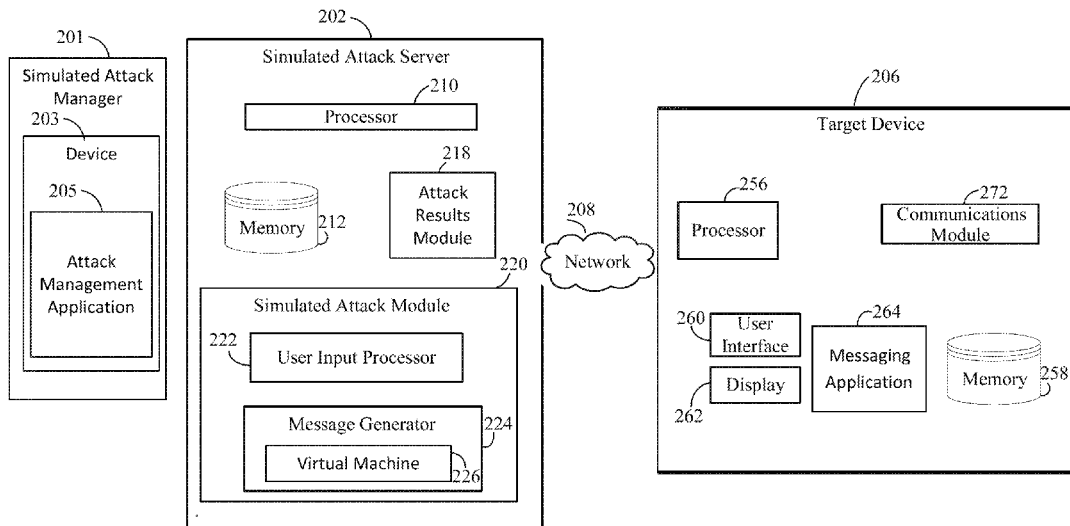 201
Simulated Attack
Manager
203
Device
205
Attack
Management
Application
202
Simulated Attack Server
210
Processor
218
Attack
Results
Module
Memory
212
220
Simulated Attack Module
222
User Input Processor
Message Generator
224
Virtual Machine
226
208
Network
206
Target Device
256
Processor
272
Communications
Module
260
User
Interface
264
Messaging
Application
262
Display
Memory
258